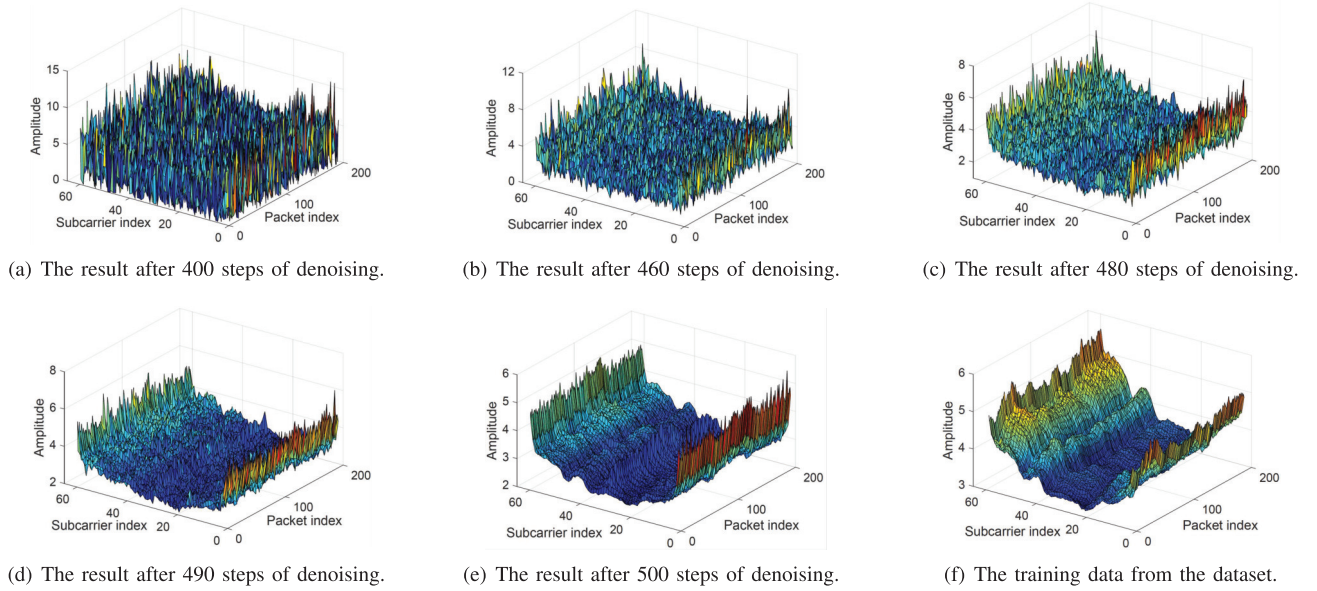 15
10
5
0
Amplitude
60
40
20
0
Subcarrier index
0
100
200
Packet index
(a) The result after 400 steps of denoising.
12
8
4
0
Amplitude
60
40
20
0
Subcarrier index
0
100
200
Packet index
(b) The result after 460 steps of denoising.
8
6
4
2
Amplitude
60
40
20
0
Subcarrier index
0
100
200
Packet index
(c) The result after 480 steps of denoising.
8
6
4
2
Amplitude
60
40
20
0
Subcarrier index
0
100
200
Packet index
(d) The result after 490 steps of denoising.
6
5
4
3
2
Amplitude
60
40
20
0
Subcarrier index
0
100
200
Packet index
(e) The result after 500 steps of denoising.
6
5
4
3
Amplitude
60
40
20
0
Subcarrier index
0
100
200
Packet index
(f) The training data from the dataset.